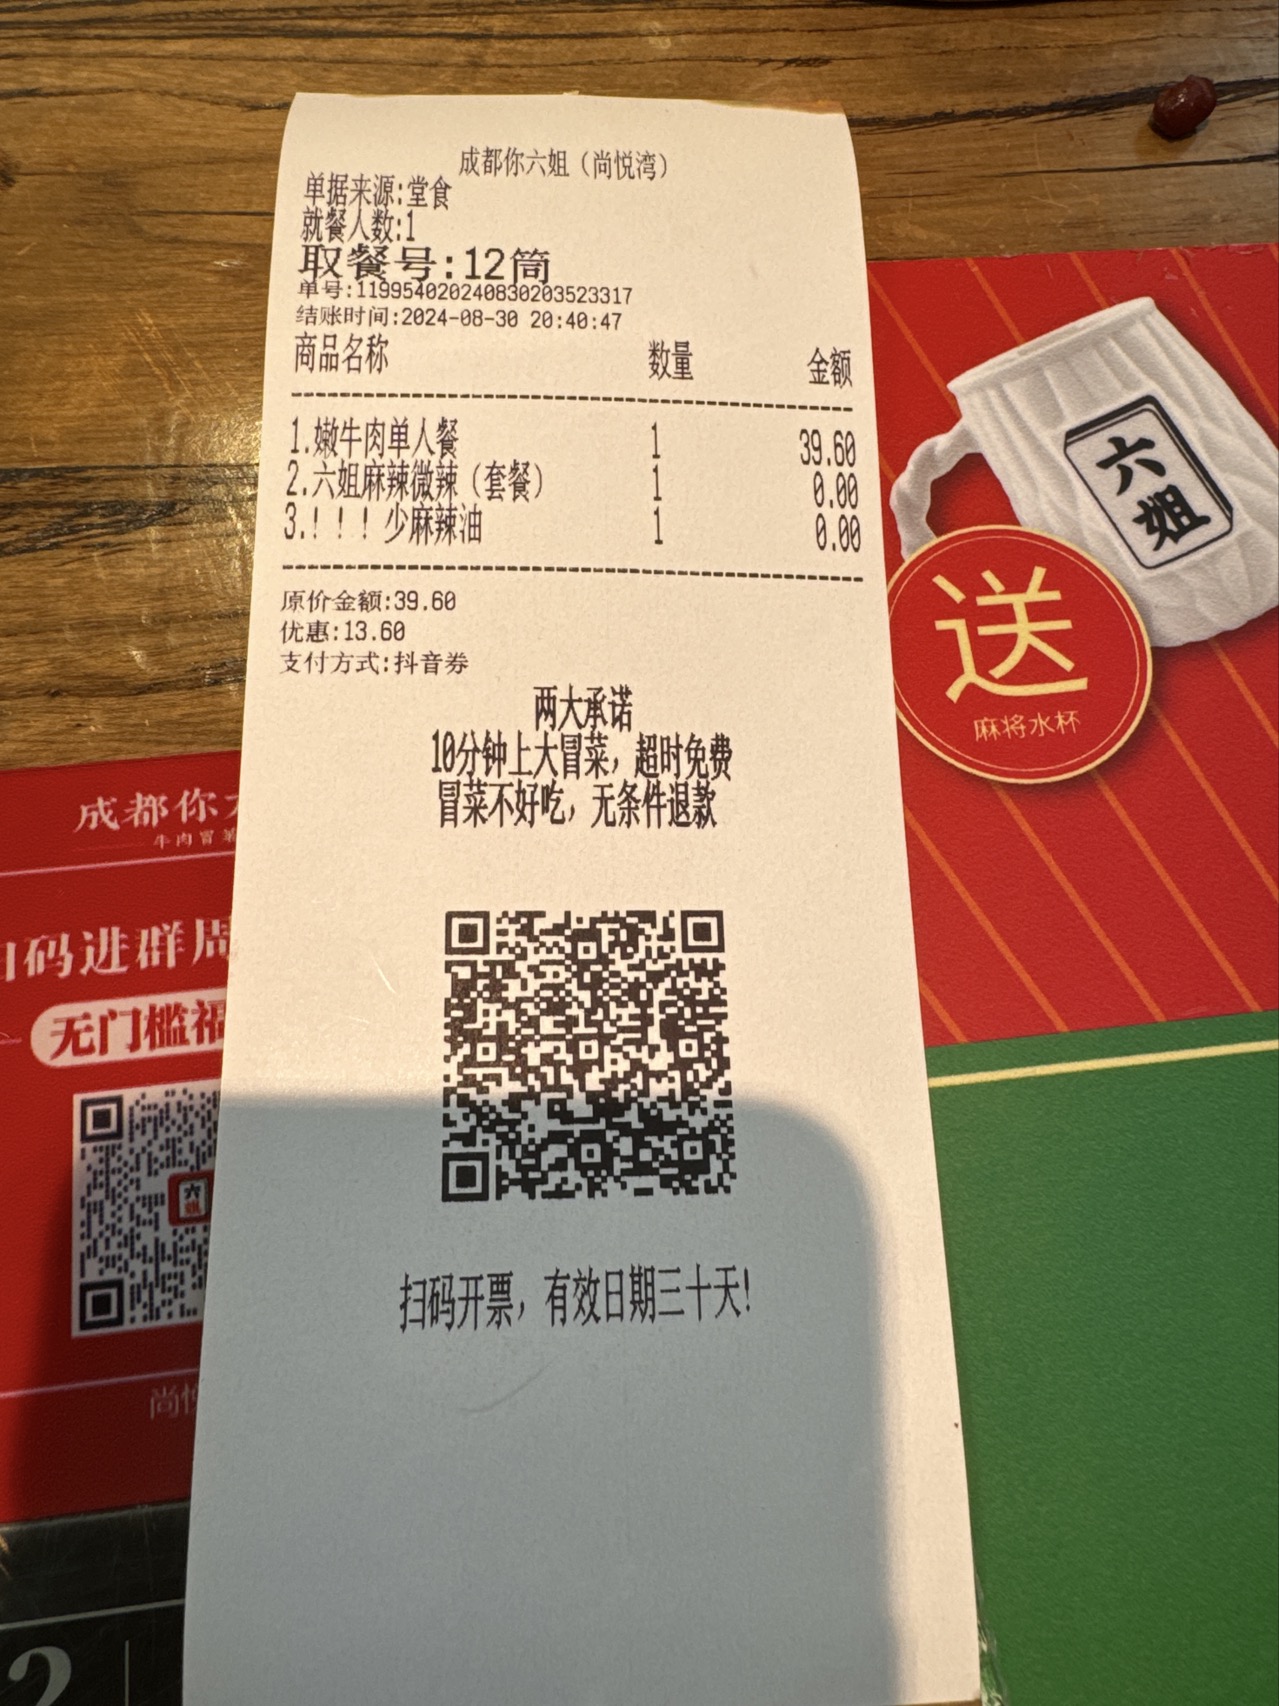 成都你六姐（尚悦湾）
单据来源:堂食
就餐人数:1
取餐号:12筒
单号:119954020240830203523317
结账时间:2024-08-30 20:40:47
商品名称 数量 金额
1.嫩牛肉单人餐 1 39.60
2.六姐麻辣微辣（套餐） 1 0.00
3.！！！少麻辣油 1 0.00
原价金额:39.60
优惠:13.60
支付方式:抖音券
两大承诺
10分钟上大冒菜，超时免费
冒菜不好吃，无条件退款
扫码开票，有效日期三十天!
六姐
送
麻将水杯
成都你
牛肉冒菜
码进群周
无门槛福
六姐
尚悦
2